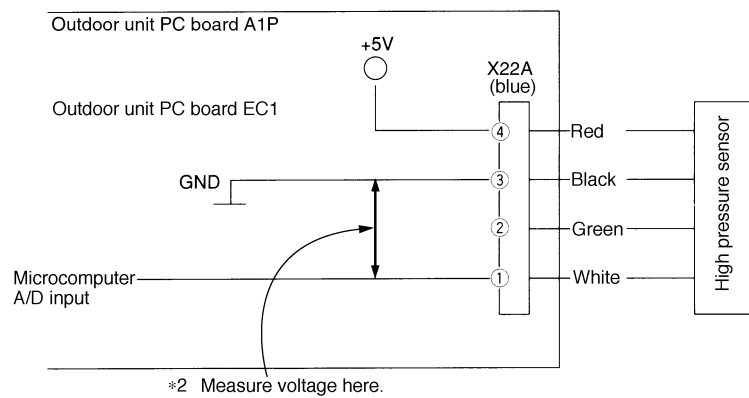 Outdoor unit PC board A1P
+5V
X22A
(blue)
Outdoor unit PC board EC1
4
Red
GND
3
Black
2
Green
Microcomputer
A/D input
1
White
High pressure sensor
*2 Measure voltage here.